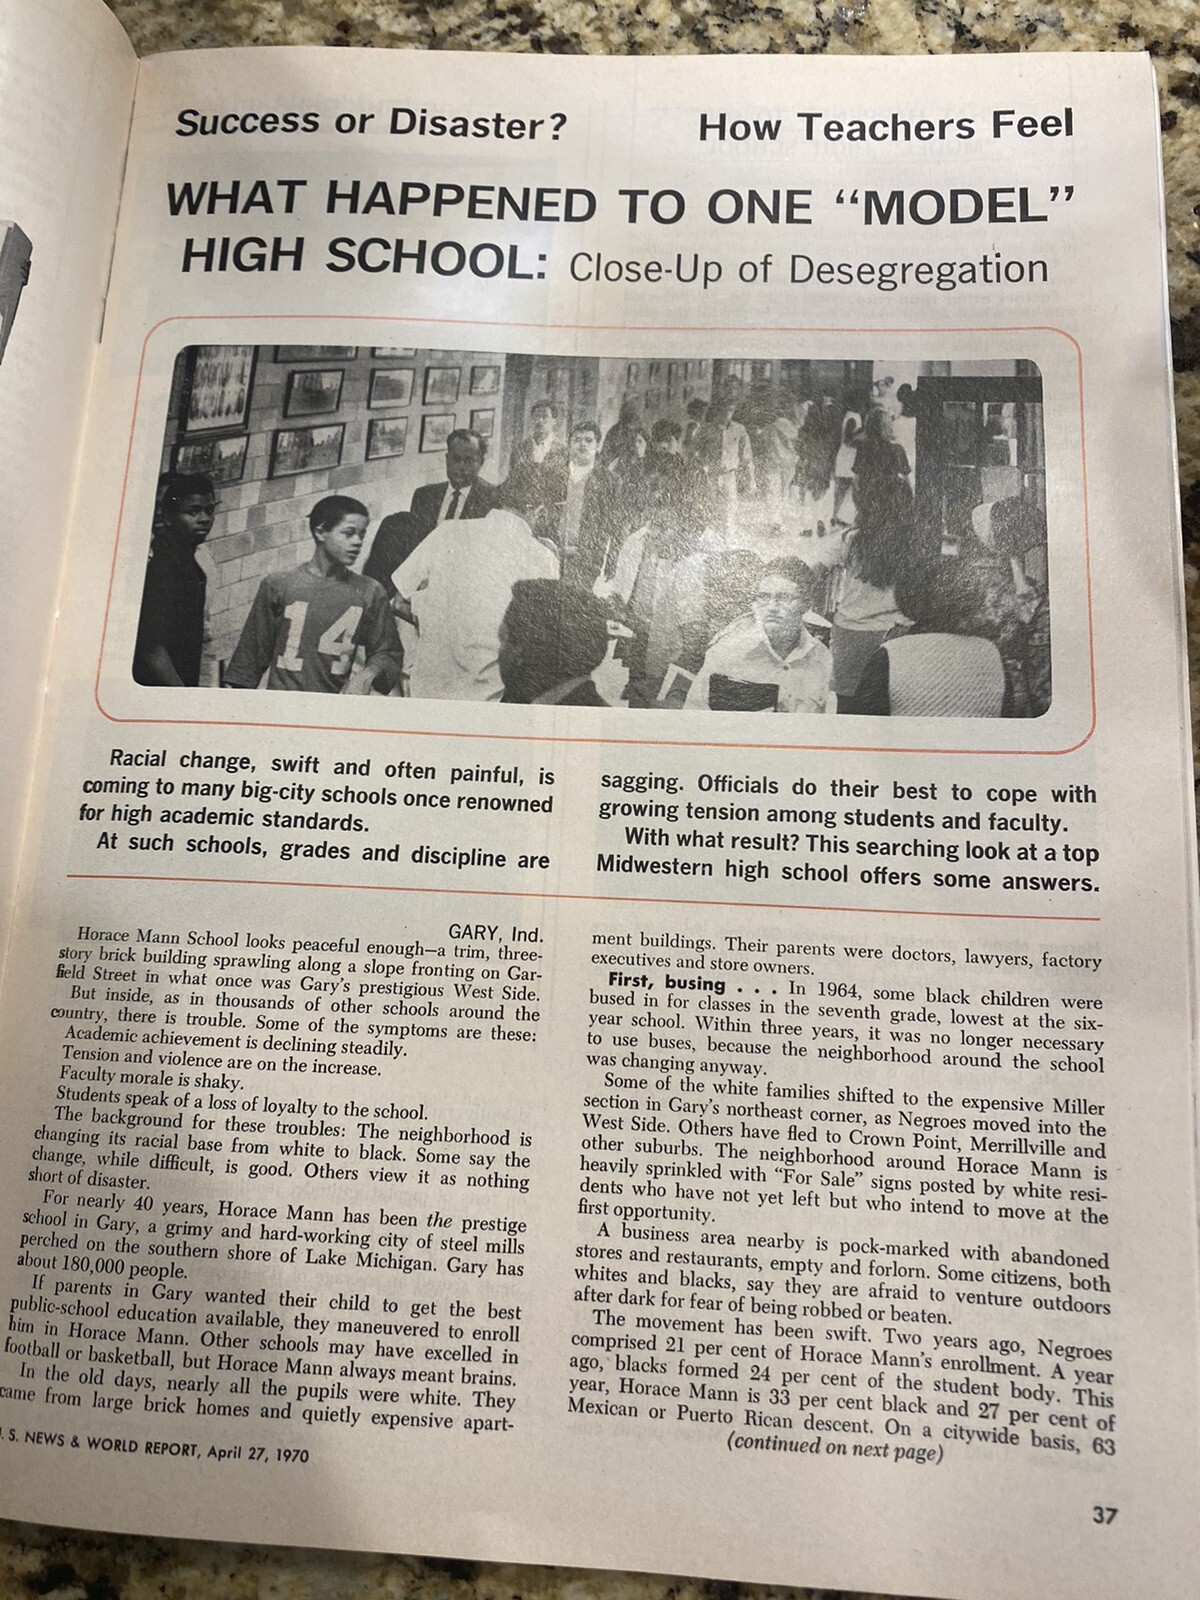 Success or Disaster?
How Teachers Feel
WHAT HAPPENED TO ONE “MODEL”
HIGH SCHOOL: Close-Up of Desegregation
14
Racial change, swift and often painful, is
coming to many big-city schools once renowned
for high academic standards.
At such schools, grades and discipline are
sagging. Officials do their best to cope with
growing tension among students and faculty.
With what result? This searching look at a top
Midwestern high school offers some answers.
GARY, Ind.
Horace Mann School looks peaceful enough—a trim, three-
story brick building sprawling along a slope fronting on Gar-
field Street in what once was Gary’s prestigious West Side.
But inside, as in thousands of other schools around the
country, there is trouble. Some of the symptoms are these:
Academic achievement is declining steadily.
Tension and violence are on the increase.
Faculty morale is shaky.
Students speak of a loss of loyalty to the school.
The background for these troubles: The neighborhood is
changing its racial base from white to black. Some say the
change, while difficult, is good. Others view it as nothing
short of disaster.
For nearly 40 years, Horace Mann has been the prestige
school in Gary, a grimy and hard-working city of steel mills
perched on the southern shore of Lake Michigan. Gary has
about 180,000 people.
If parents in Gary wanted their child to get the best
public-school education available, they maneuvered to enroll
him in Horace Mann. Other schools may have excelled in
football or basketball, but Horace Mann always meant brains.
In the old days, nearly all the pupils were white. They
came from large brick homes and quietly expensive apart-
ment buildings. Their parents were doctors, lawyers, factory
executives and store owners.
First, busing . . . In 1964, some black children were
bused in for classes in the seventh grade, lowest at the six-
year school. Within three years, it was no longer necessary
to use buses, because the neighborhood around the school
was changing anyway.
Some of the white families shifted to the expensive Miller
section in Gary’s northeast corner, as Negroes moved into the
West Side. Others have fled to Crown Point, Merrillville and
other suburbs. The neighborhood around Horace Mann is
heavily sprinkled with “For Sale” signs posted by white resi-
dents who have not yet left but who intend to move at the
first opportunity.
A business area nearby is pock-marked with abandoned
stores and restaurants, empty and forlorn. Some citizens, both
whites and blacks, say they are afraid to venture outdoors
after dark for fear of being robbed or beaten.
The movement has been swift. Two years ago, Negroes
comprised 21 per cent of Horace Mann’s enrollment. A year
ago, blacks formed 24 per cent of the student body. This
year, Horace Mann is 33 per cent black and 27 per cent of
Mexican or Puerto Rican descent. On a citywide basis, 63
(continued on next page)
. S. NEWS & WORLD REPORT, April 27, 1970
37